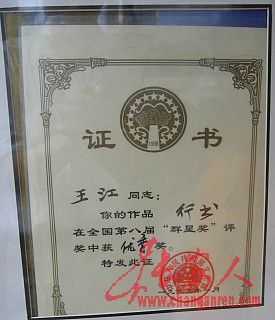 1998
证书
王江同志：
你的作品 行书
在全国第八届“群星奖”评
奖中获优秀奖。
特发此证
长安人
www.changanren.com